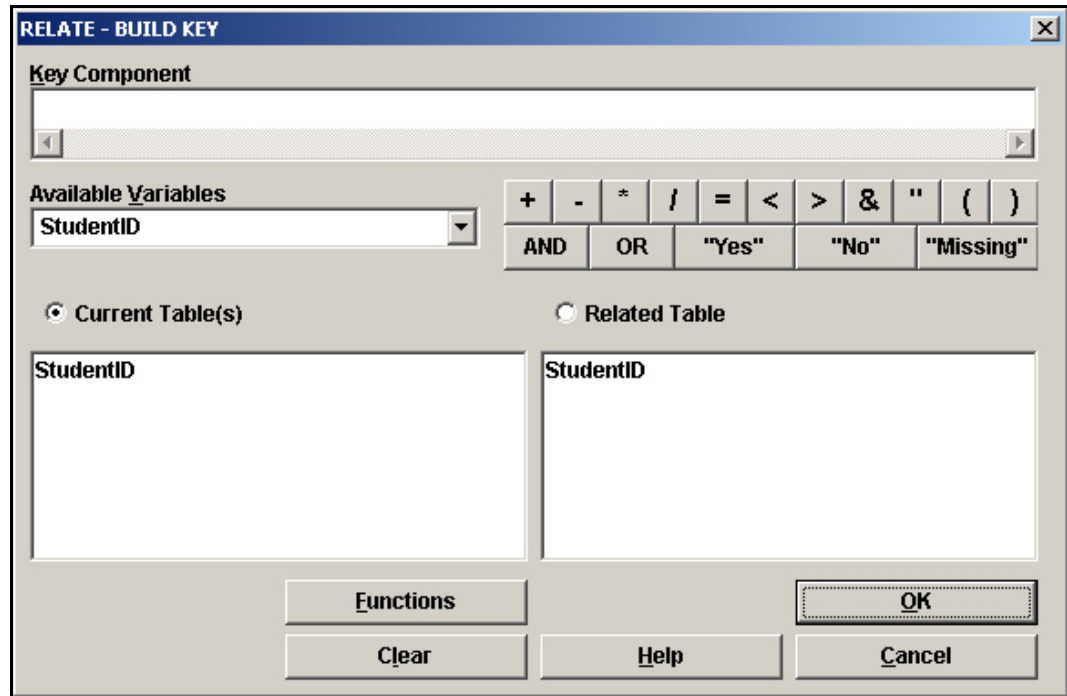 RELATE - BUILD KEY
Key Component
Available Variables
StudentID
+ - * / = < > & " ( )
AND OR "Yes" "No" "Missing"
Current Table(s) Related Table
StudentID StudentID
Functions OK
Clear Help Cancel